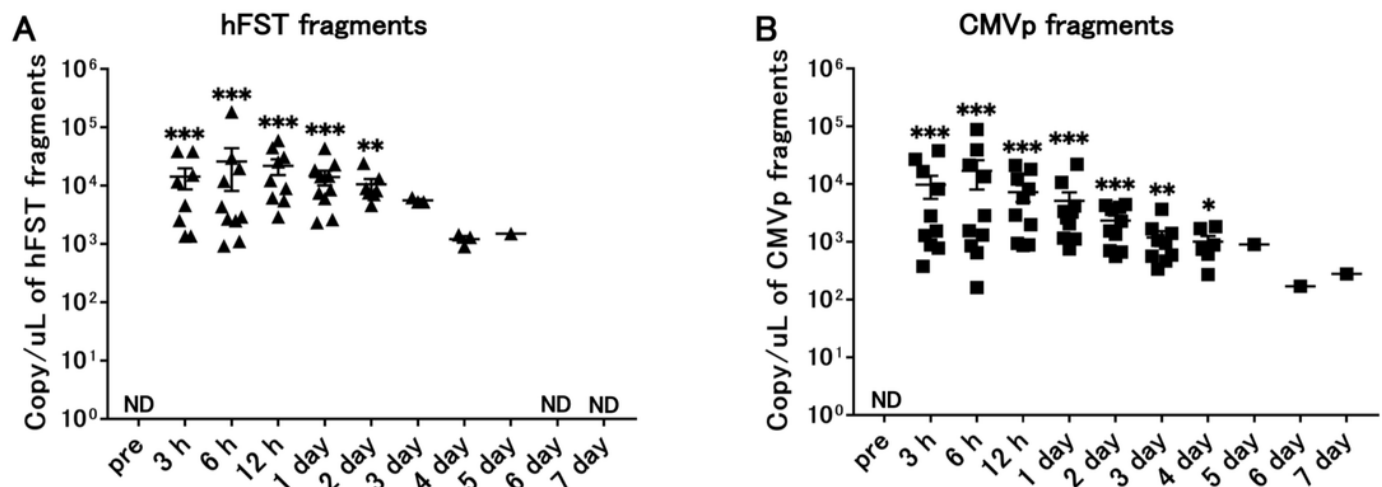 A
hFST fragments
Copy/uL of hFST fragments
10⁶
10⁵
10⁴
10³
10²
10¹
10⁰
ND
***
***
***
***
**
ND
ND
pre
3 h
6 h
12 h
1 day
2 day
3 day
4 day
5 day
6 day
7 day
B
CMVp fragments
Copy/uL of CMVp fragments
10⁶
10⁵
10⁴
10³
10²
10¹
10⁰
ND
***
***
***
***
***
**
*
pre
3 h
6 h
12 h
1 day
2 day
3 day
4 day
5 day
6 day
7 day